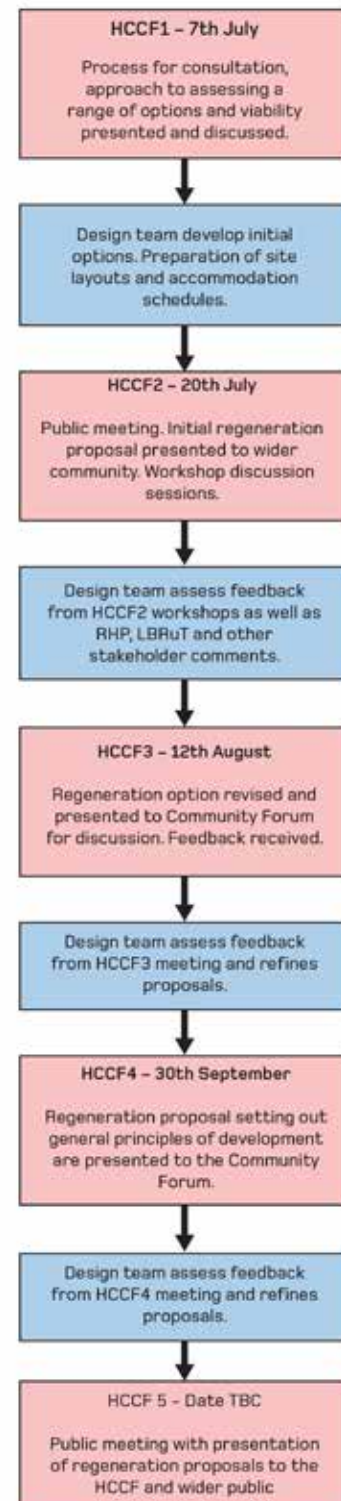 HCCF1 – 7th July
Process for consultation,
approach to assessing a
range of options and viability
presented and discussed.
Design team develop initial
options. Preparation of site
layouts and accommodation
schedules.
HCCF2 – 20th July
Public meeting. Initial regeneration
proposal presented to wider
community. Workshop discussion
sessions.
Design team assess feedback
from HCCF2 workshops as well as
RHP, LBRuT and other
stakeholder comments.
HCCF3 – 12th August
Regeneration option revised and
presented to Community Forum
for discussion. Feedback received.
Design team assess feedback
from HCCF3 meeting and refines
proposals.
HCCF4 – 30th September
Regeneration proposal setting out
general principles of development
are presented to the Community
Forum.
Design team assess feedback
from HCCF4 meeting and refines
proposals.
HCCF 5 – Date TBC
Public meeting with presentation
of regeneration proposals to the
HCCF and wider public